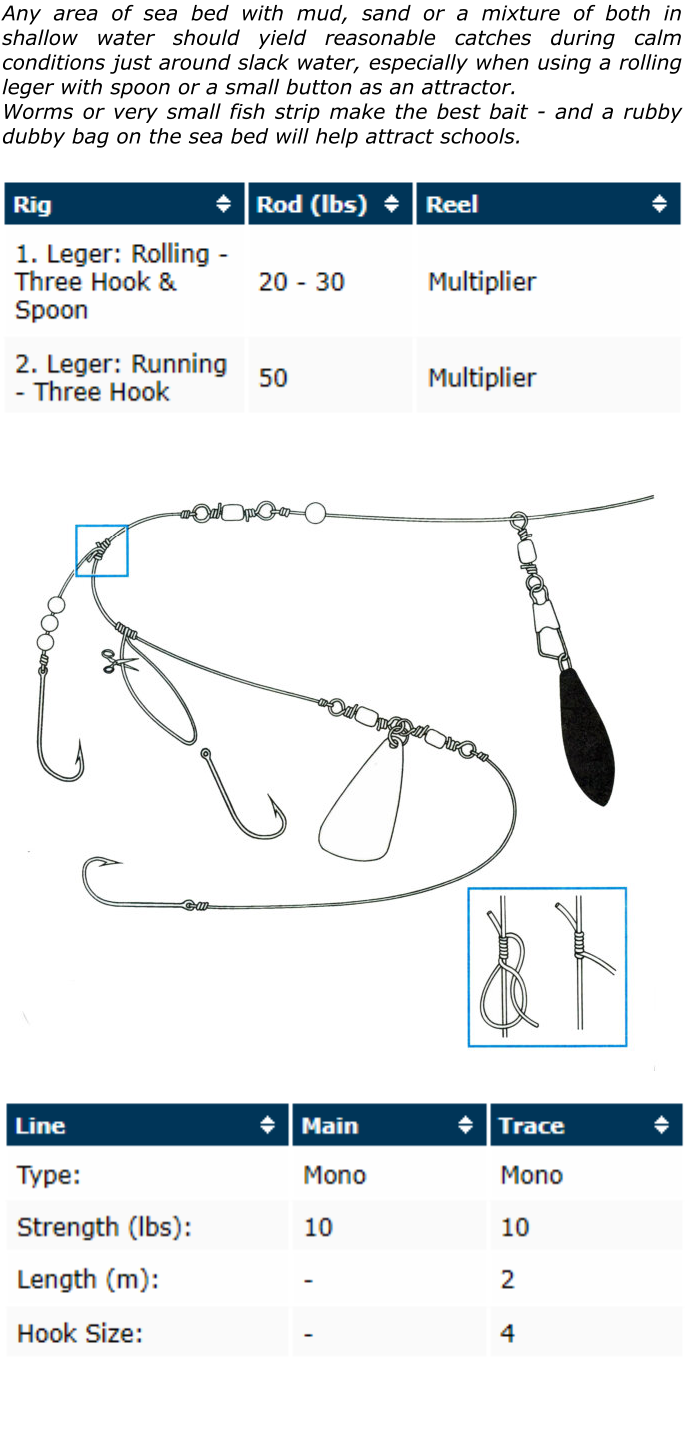 Any area of sea bed with mud, sand or a mixture of both in
shallow water should yield reasonable catches during calm
conditions just around slack water, especially when using a rolling
leger with spoon or a small button as an attractor.
Worms or very small fish strip make the best bait - and a rubby
dubby bag on the sea bed will help attract schools.
Rig Rod (lbs) Reel
1. Leger: Rolling -
Three Hook &
Spoon
20 - 30
Multiplier
2. Leger: Running
- Three Hook
50
Multiplier
Line Main Trace
Type: Mono Mono
Strength (lbs): 10 10
Length (m): - 2
Hook Size: - 4